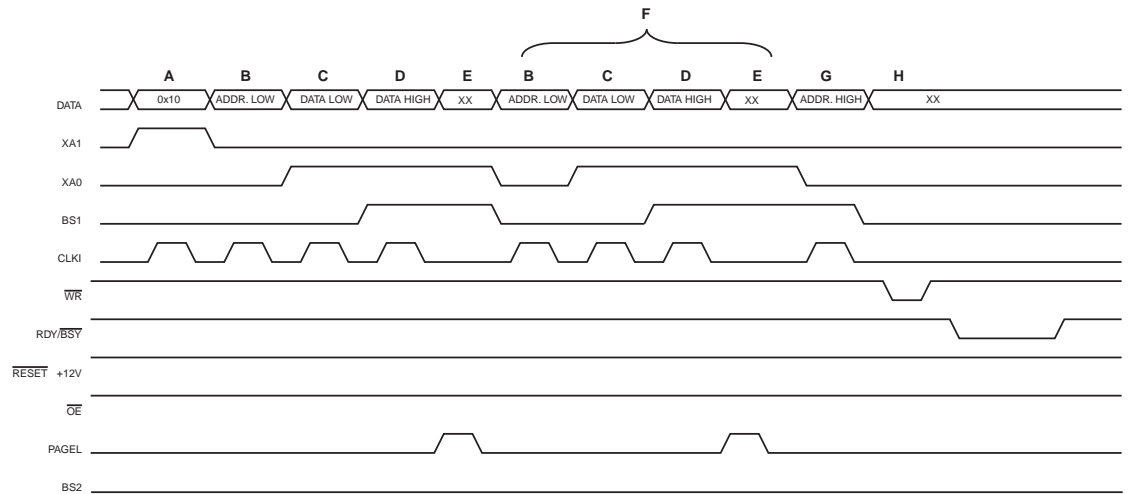 F
A B C D E B C D E G H
DATA 0x10 ADDR. LOW DATA LOW DATA HIGH XX ADDR. LOW DATA LOW DATA HIGH XX ADDR. HIGH XX
XA1
XA0
BS1
CLKI
WR
RDY/BSY
RESET +12V
OE
PAGEL
BS2